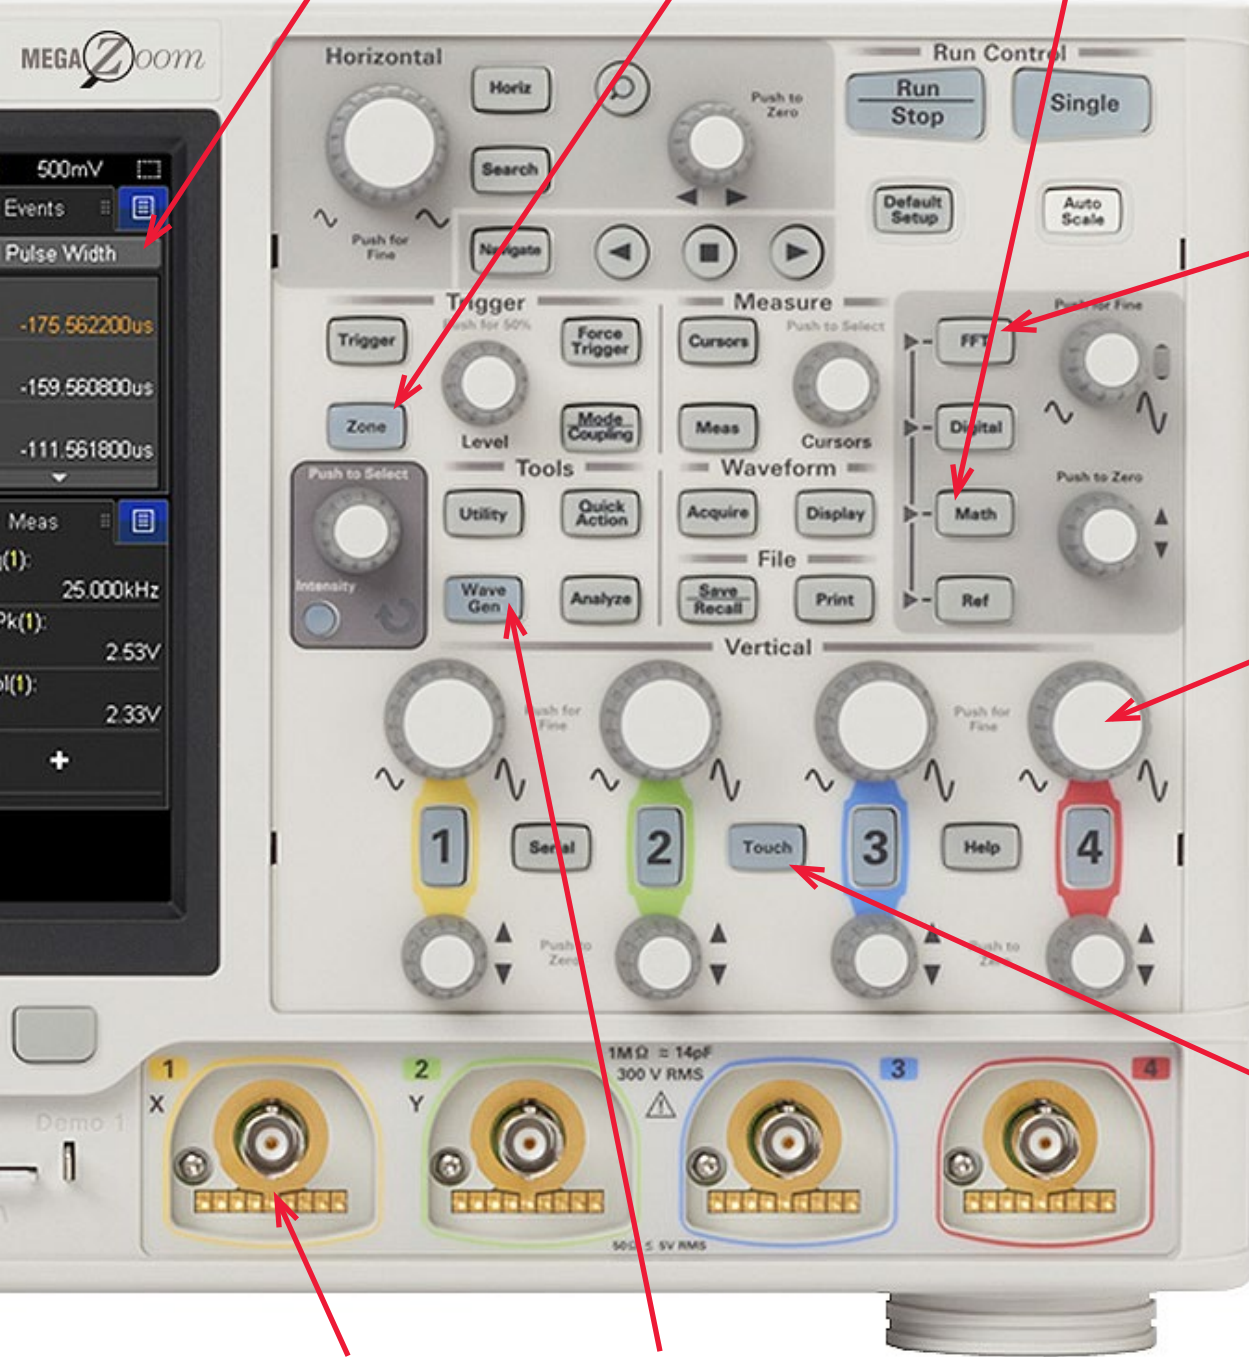 MEGA Zoom
500mV
Events
Pulse Width
-175.562200us
-159.560800us
-111.561800us
Meas
(1):
25.000kHz
Pk(1):
2.53V
(1):
2.33V
Demo 1
Horizontal
Horiz
Search
Navigate
Push for
Fine
Push to
Zero
Run Control
Run
Stop
Single
Default
Setup
Auto
Scale
Trigger
Push for 50%
Trigger
Force
Trigger
Zone
Level
Mode
Coupling
Measure
Push to Select
Cursors
Meas
Cursors
Push for Fine
FFT
Digital
Push to Zero
Math
Ref
Push to Select
Intensity
Tools
Utility
Quick
Action
Wave
Gen
Analyze
Waveform
Acquire
Display
File
Save
Recall
Print
Vertical
Push for
Fine
Push for
Fine
1
Serial
2
Touch
3
Help
4
Push to
Zero
Push to
Zero
1
X
2
Y
1MΩ ≈ 14pF
300 V RMS
3
4
50Ω ≤ 5V RMS